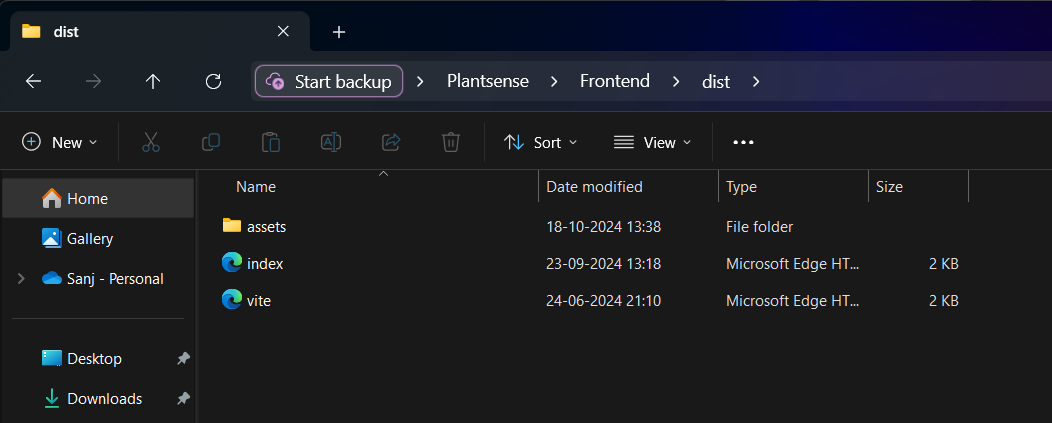 dist
Start backup > Plantsense > Frontend > dist >
New Sort View
Name Date modified Type Size
Home
Gallery
Sanj - Personal
Desktop
Downloads
assets 18-10-2024 13:38 File folder
index 23-09-2024 13:18 Microsoft Edge HT... 2 KB
vite 24-06-2024 21:10 Microsoft Edge HT... 2 KB